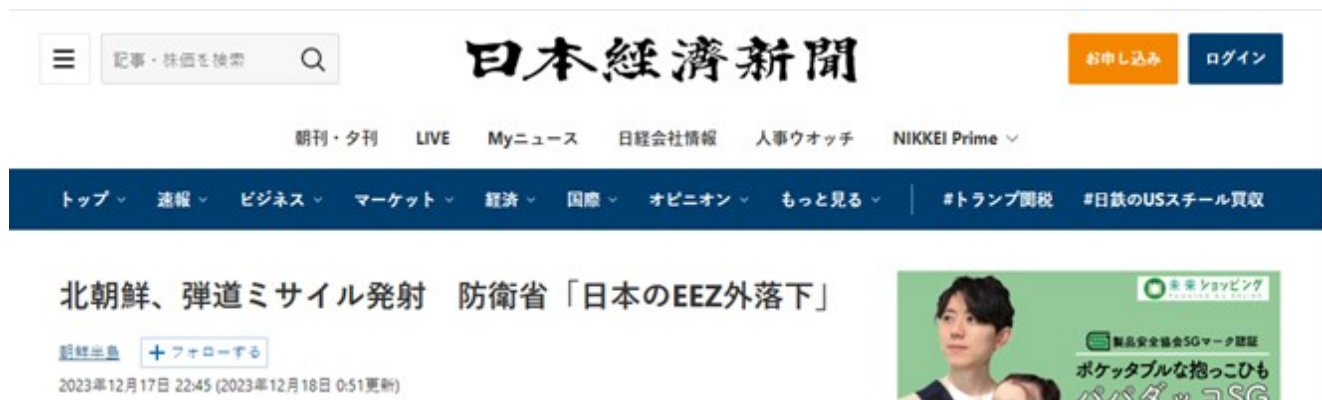 記事・株価を検索
日本経済新聞
お申し込み
ログイン
朝刊・夕刊 LIVE Myニュース 日経会社情報 人事ウオッチ NIKKEI Prime
トップ 速報 ビジネス マーケット 経済 国際 オピニオン もっと見る #トランプ関税 #日鉄のUSスチール買収
北朝鮮、弾道ミサイル発射 防衛省「日本のEEZ外落下」
朝鮮半島 +フォローする
2023年12月17日 22:45 (2023年12月18日 0:51更新)
未来ショッピング
製品安全協会SGマーク認証
ポケッタブルな抱っこひも
パパダッコSG